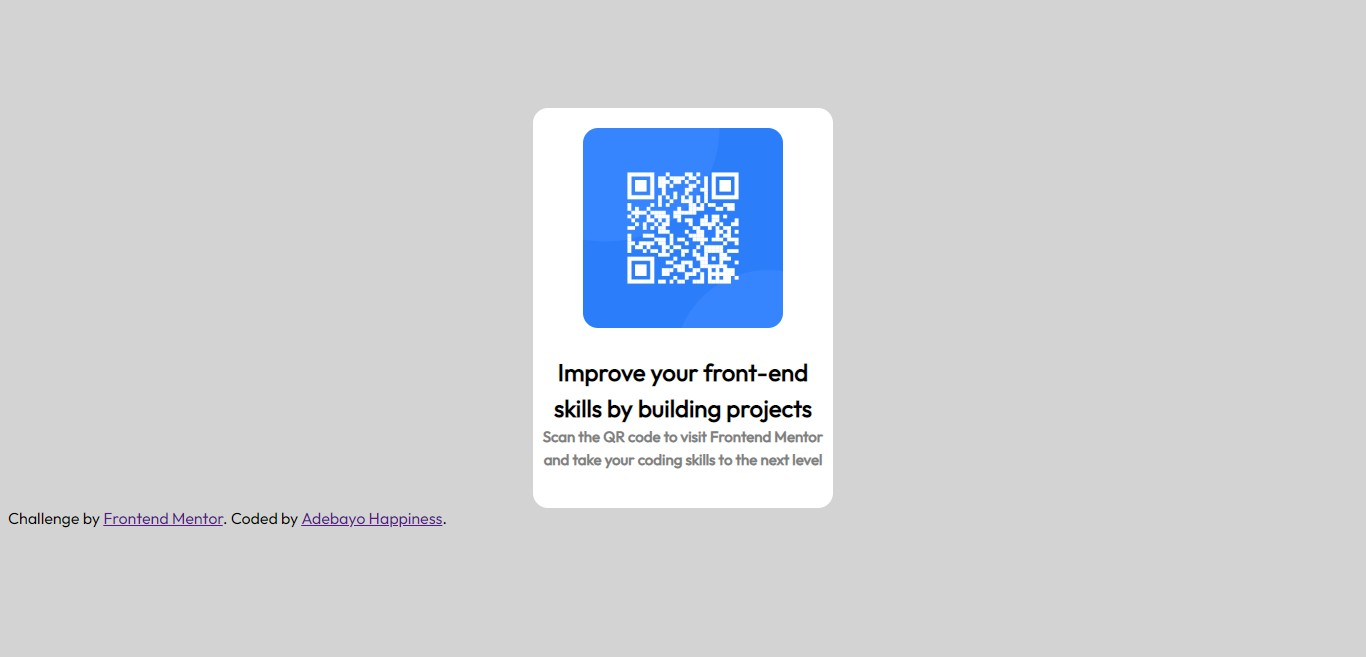 Improve your front-end
skills by building projects
Scan the QR code to visit Frontend Mentor
and take your coding skills to the next level
Challenge by Frontend Mentor. Coded by Adebayo Happiness.